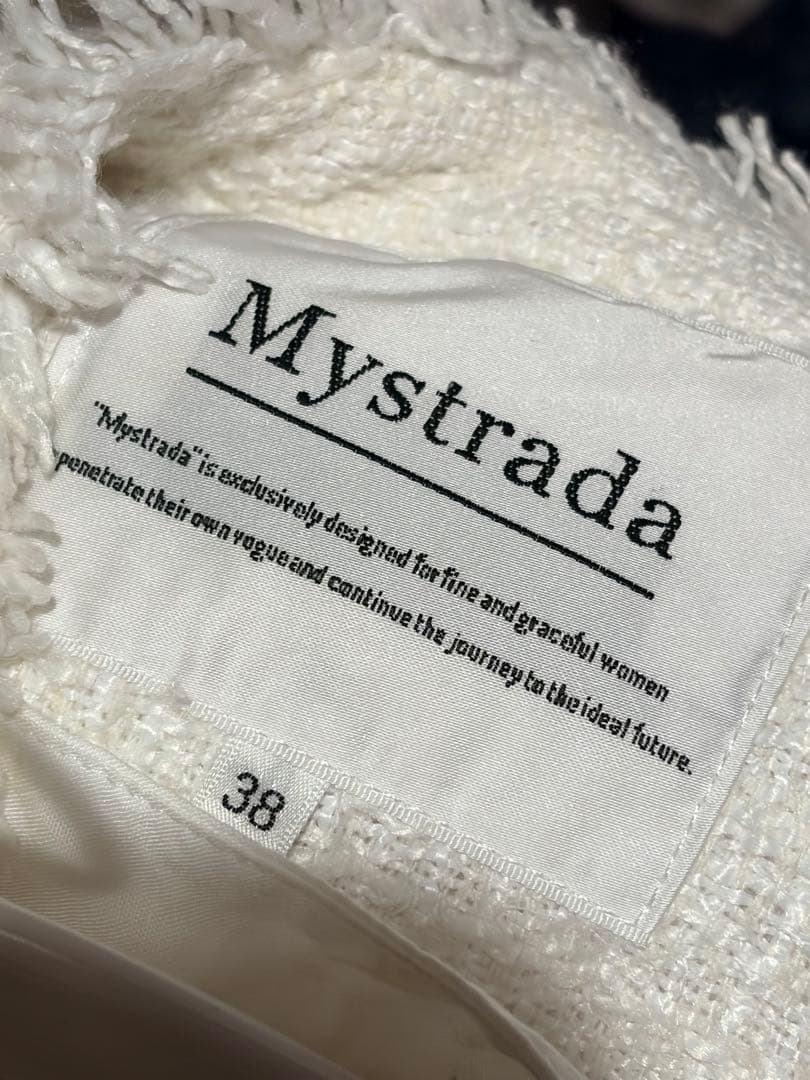 Mystrada
"Mystrada" is exclusively designed for fine and graceful women
penetrate their own vogue and continue the journey to the ideal future.
38